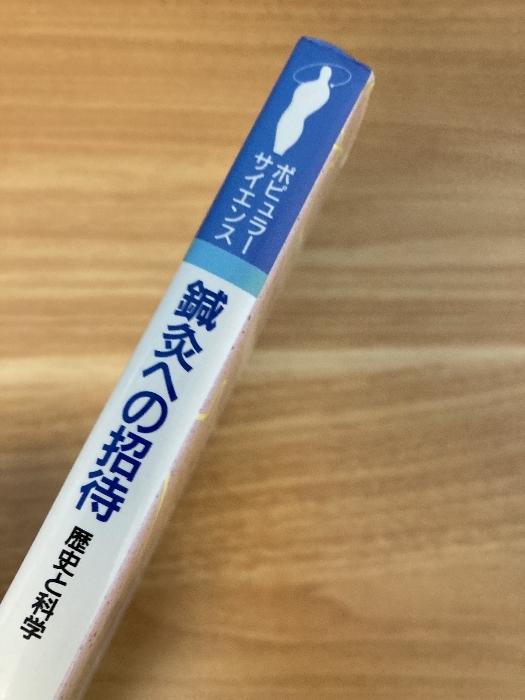 ポピュラー
サイエンス
鍼灸への招待
歴史と科学